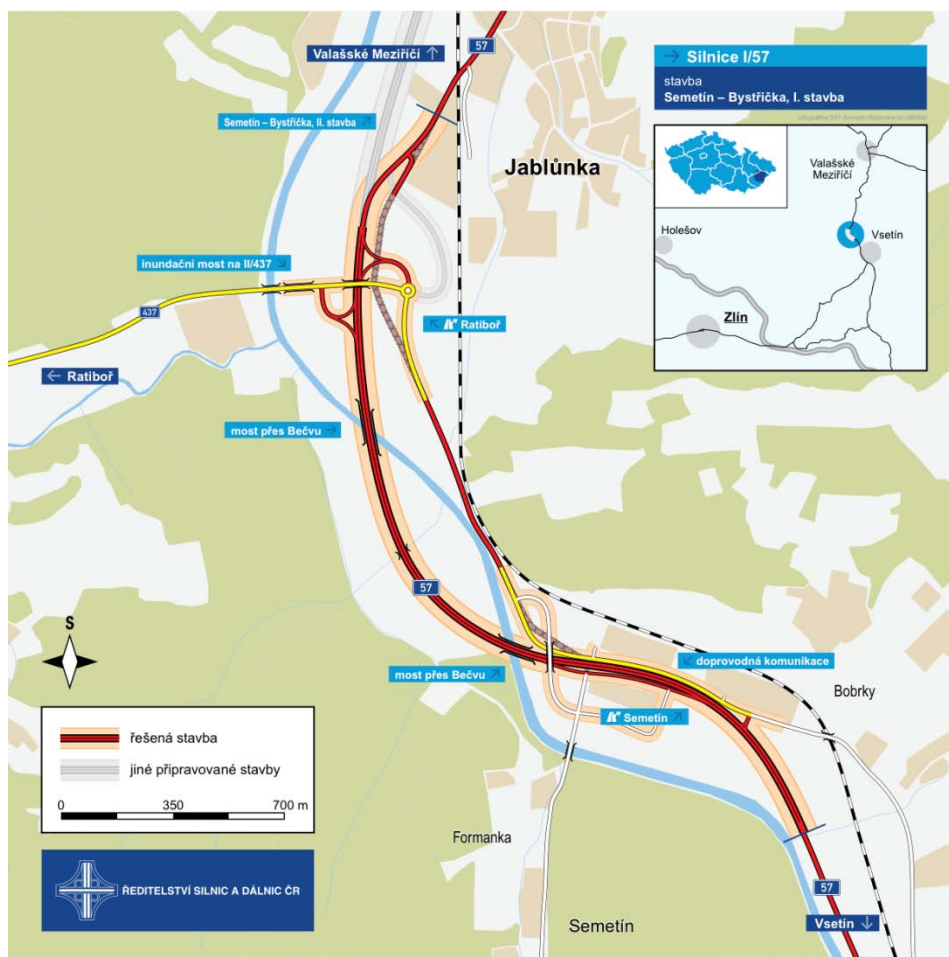 Valašské Meziříčí ↑
57
→ Silnice I/57
stavba
Semetín – Bystřička, I. stavba
Semetín – Bystřička, II. stavba ↗
Jablůnka
Valašské
Meziříčí
Holešov
Vsetín
Zlín
inundační most na II/437 ↘
437
↖ Ratiboř
← Ratiboř
most přes Bečvu →
57
S
most přes Bečvu ↗
↙ doprovodná komunikace
Bobrky
Semetín ↗
řešená stavba
jiné připravované stavby
0 350 700 m
Formanka
ŘEDITELSTVÍ SILNIC A DÁLNIC ČR
57
Semetín
Vsetín ↓